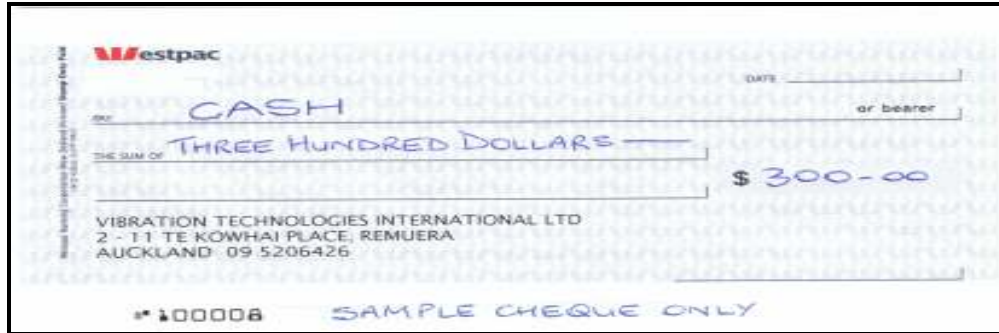 Westpac
DATE
PAY CASH or bearer
THE SUM OF THREE HUNDRED DOLLARS
$ 300-00
VIBRATION TECHNOLOGIES INTERNATIONAL LTD
2 - 11 TE KOWHAI PLACE, REMUERA
AUCKLAND 09 5206426
100008 SAMPLE CHEQUE ONLY